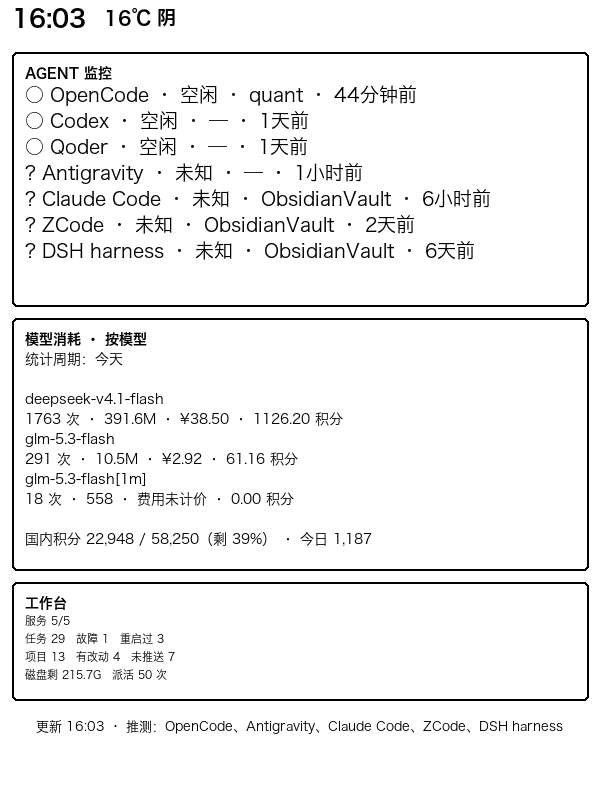 16:03 16℃ 阴
AGENT 监控
○ OpenCode · 空闲 · quant · 44分钟前
○ Codex · 空闲 · — · 1天前
○ Qoder · 空闲 · — · 1天前
? Antigravity · 未知 · — · 1小时前
? Claude Code · 未知 · ObsidianVault · 6小时前
? ZCode · 未知 · ObsidianVault · 2天前
? DSH harness · 未知 · ObsidianVault · 6天前
模型消耗 · 按模型
统计周期：今天
deepseek-v4.1-flash
1763 次 · 391.6M · ¥38.50 · 1126.20 积分
glm-5.3-flash
291 次 · 10.5M · ¥2.92 · 61.16 积分
glm-5.3-flash[1m]
18 次 · 558 · 费用未计价 · 0.00 积分
国内积分 22,948 / 58,250（剩 39%） · 今日 1,187
工作台
服务 5/5
任务 29 故障 1 重启过 3
项目 13 有改动 4 未推送 7
磁盘剩 215.7G 派活 50 次
更新 16:03 · 推测：OpenCode、Antigravity、Claude Code、ZCode、DSH harness